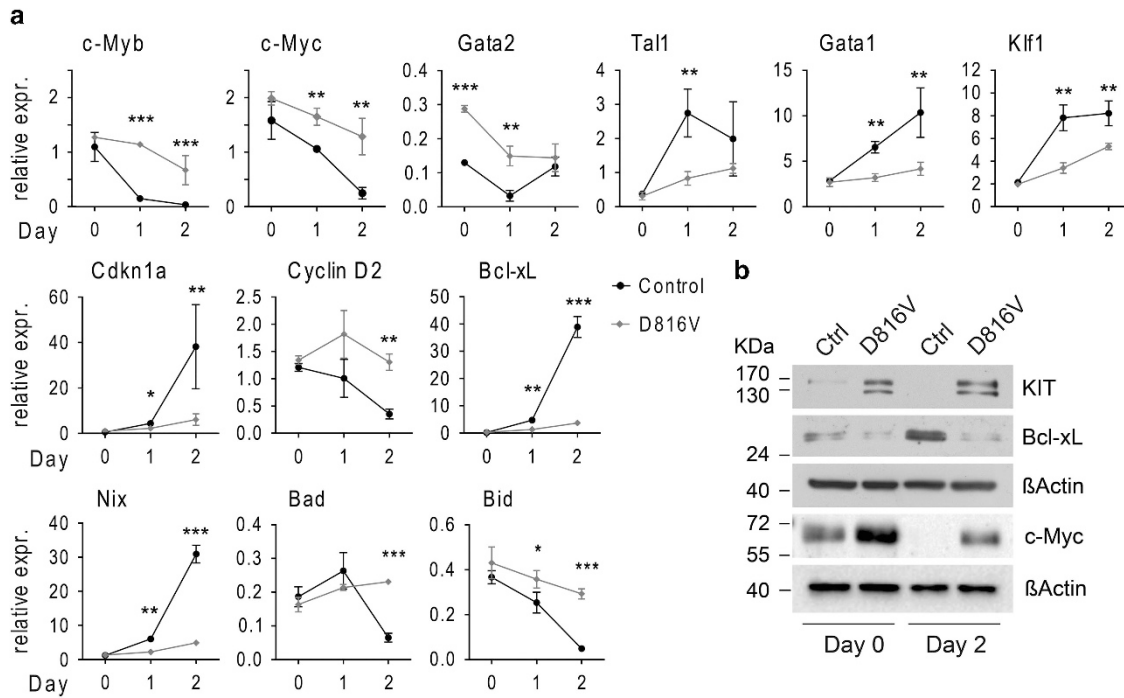 a
c-Myb c-Myc Gata2 Tal1 Gata1 Klf1
relative expr.
2 1 0
*** ***
2 1 0
** **
0.4 0.3 0.2 0.1 0.0
*** **
4 3 2 1 0
**
15 10 5 0
** **
12 10 8 6 4 2 0
** **
Day 0 1 2 0 1 2 0 1 2 0 1 2 0 1 2 0 1 2
Cdkn1a Cyclin D2 Bcl-xL
relative expr.
60 40 20 0
* **
2.5 2.0 1.5 1.0 0.5 0.0
**
50 40 30 20 10 0
** ***
Control
D816V
Day 0 1 2 0 1 2 0 1 2
Nix Bad Bid
relative expr.
40 30 20 10 0
** ***
0.4 0.3 0.2 0.1 0.0
***
0.6 0.4 0.2 0.0
* ***
Day 0 1 2 0 1 2 0 1 2
b
KDa Ctrl D816V Ctrl D816V
170
130
KIT
Bcl-xL
24
40 ßActin
72
55
c-Myc
40 ßActin
Day 0 Day 2